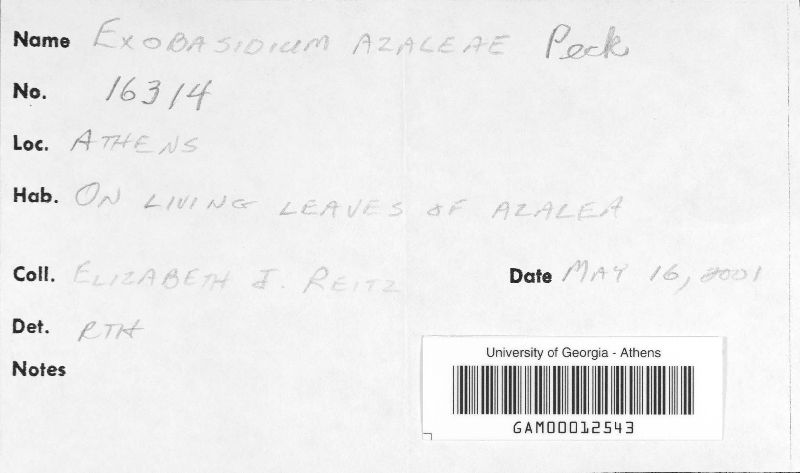 Name EXOBASIDIUM AZALEAE Peck
No. 16314
Loc. ATHENS
Hab. ON LIVING LEAVES OF AZALEA
Coll. ELIZABETH J. REITZ Date MAY 16, 2001
Det. RTH
Notes
University of Georgia - Athens
GAM00012543